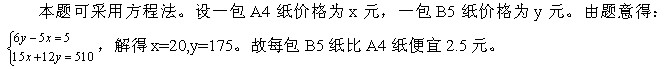 本题可采用方程法。设一包 A4 纸价格为 x 元，一包 B5 纸价格为 y 元。由题意得：
{6y-5x=5
15x+12y=510 ，解得 x=20,y=175。故每包 B5 纸比 A4 纸便宜 2.5 元。